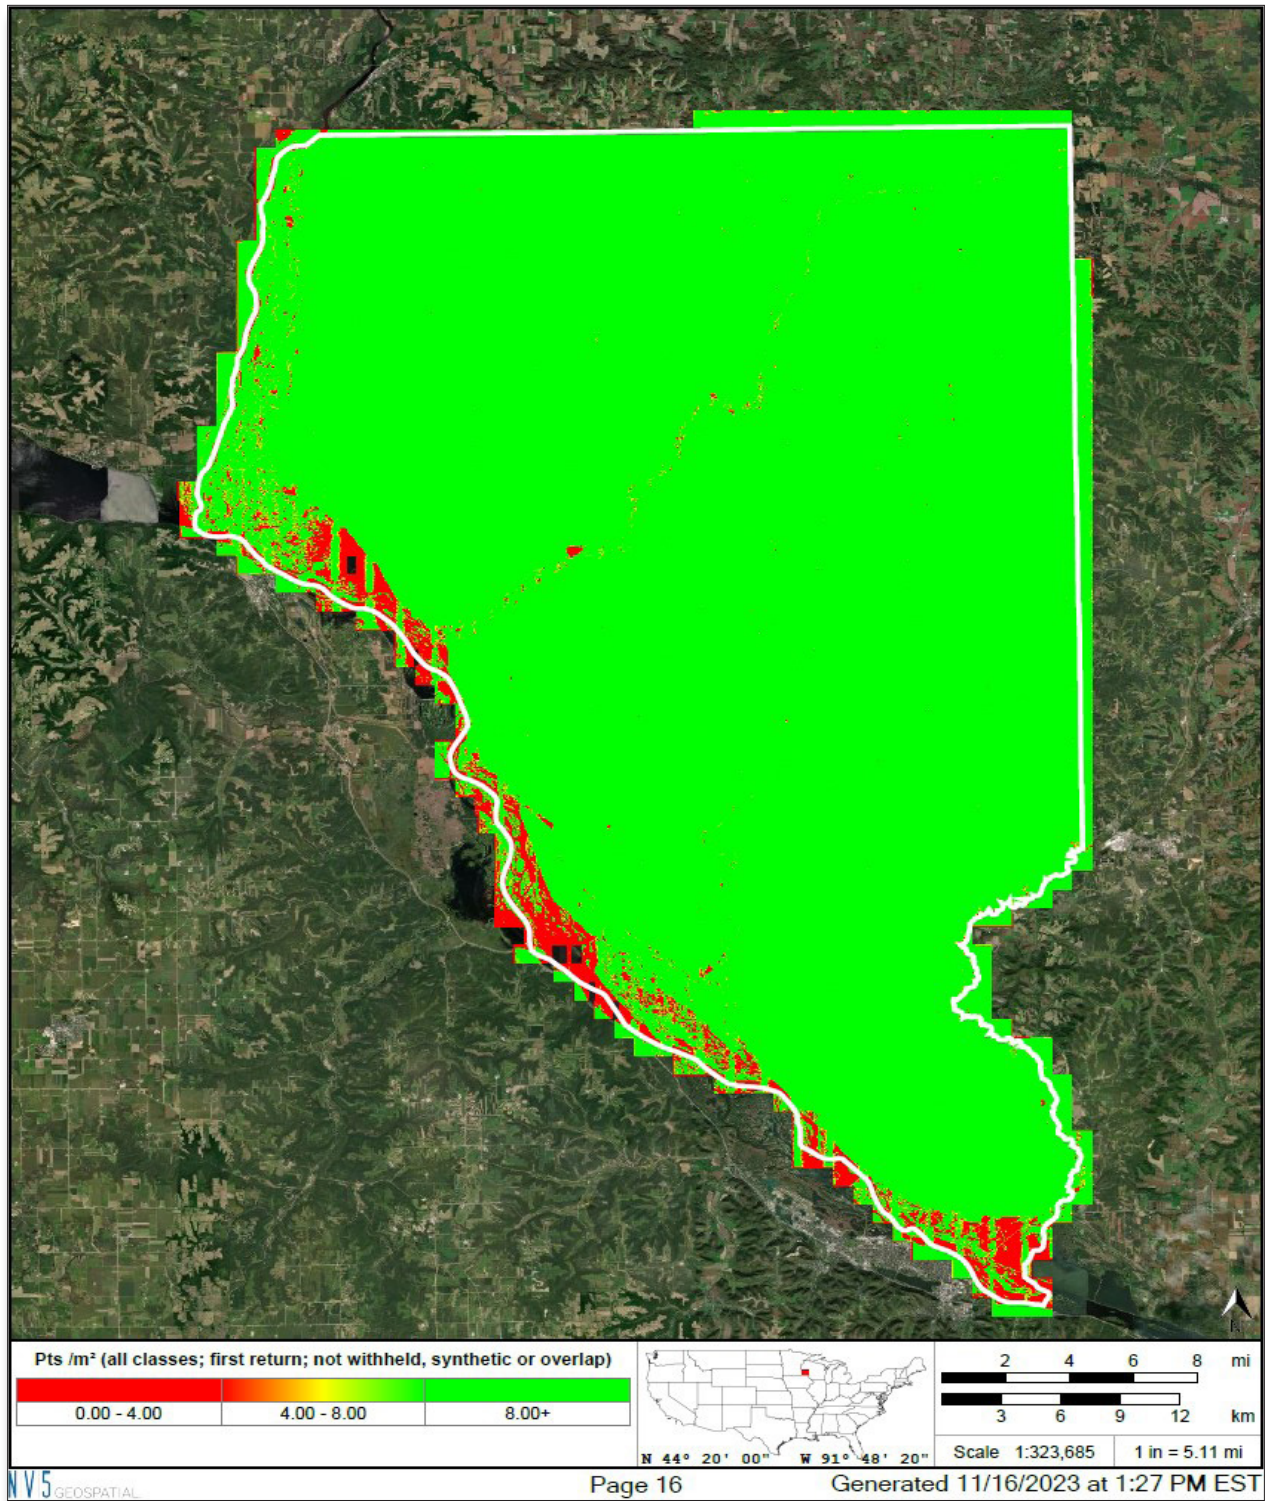 Pts /m² (all classes; first return; not withheld, synthetic or overlap)
0.00 - 4.00 4.00 - 8.00 8.00+
N 44° 20' 00" W 91° 48' 20"
2 4 6 8 mi
3 6 9 12 km
Scale 1:323,685 1 in = 5.11 mi
NV5 GEOSPATIAL
Page 16
Generated 11/16/2023 at 1:27 PM EST